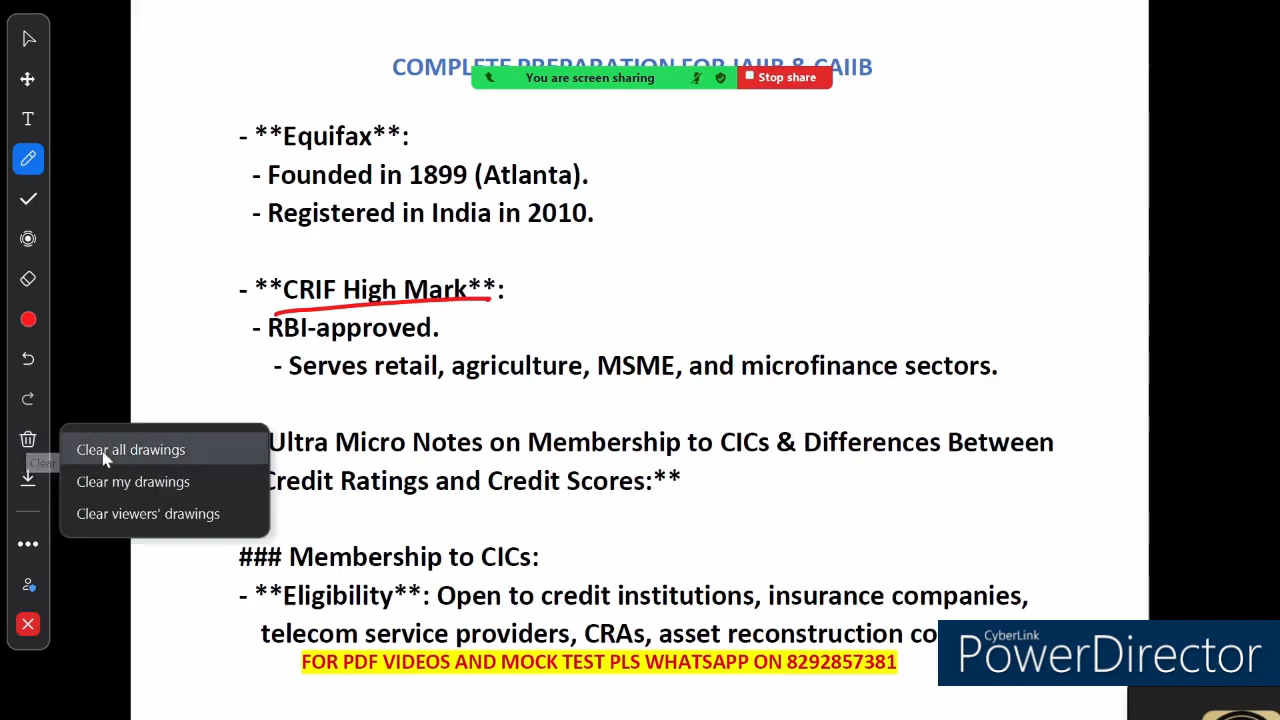 COMPLETE PREPARATION FOR JAIIB & CAIIB
You are screen sharing
Stop share
- **Equifax**:
- Founded in 1899 (Atlanta).
- Registered in India in 2010.
- **CRIF High Mark**:
- RBI-approved.
- Serves retail, agriculture, MSME, and microfinance sectors.
Ultra Micro Notes on Membership to CICs & Differences Between
Credit Ratings and Credit Scores:**
Clear all drawings
Clear
Clear my drawings
Clear viewers' drawings
### Membership to CICs:
- **Eligibility**: Open to credit institutions, insurance companies,
telecom service providers, CRAs, asset reconstruction
FOR PDF VIDEOS AND MOCK TEST PLS WHATSAPP ON 8292857381
CyberLink
PowerDirector